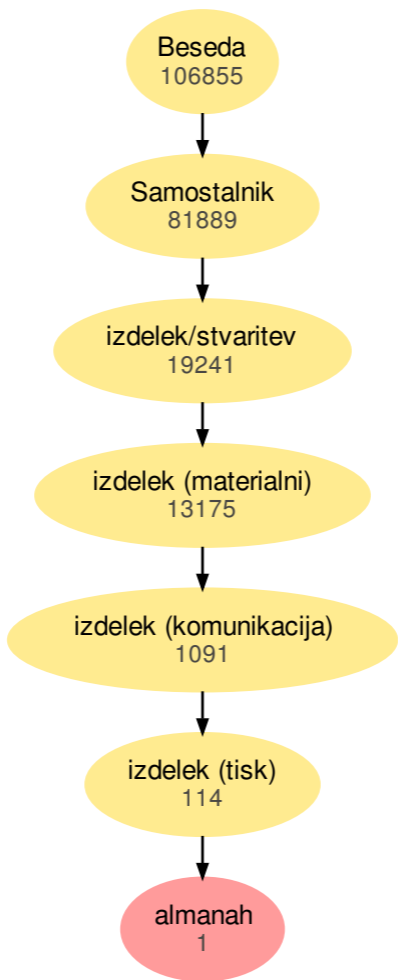 Beseda
106855
Samostalnik
81889
izdelek/stvaritev
19241
izdelek (materialni)
13175
izdelek (komunikacija)
1091
izdelek (tisk)
114
almanah
1